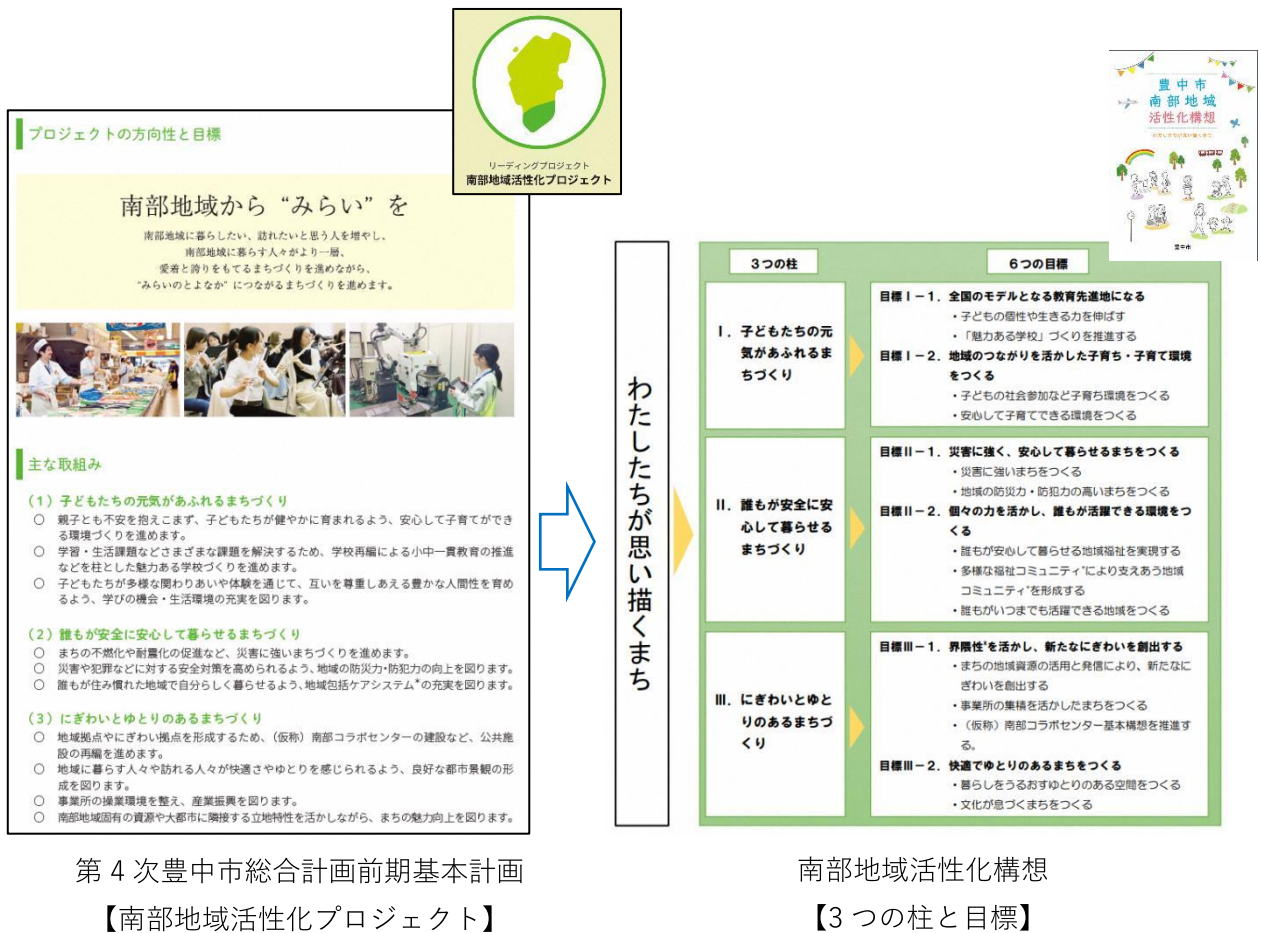 リーディングプロジェクト
南部地域活性化プロジェクト
プロジェクトの方向性と目標
南部地域から“みらい”を
南部地域に暮らしたい、訪れたいと思う人を増やし、
南部地域に暮らす人々がより一層、
愛着と誇りをもてるまちづくりを進めながら、
“みらいのとよなか”につながるまちづくりを進めます。
主な取組み
（1）子どもたちの元気があふれるまちづくり
○ 親子とも不安を抱えこまず、子どもたちが健やかに育まれるよう、安心して子育てができ
る環境づくりを進めます。
○ 学習・生活課題などさまざまな課題を解決するため、学校再編による小中一貫教育の推進
などを柱とした魅力ある学校づくりを進めます。
○ 子どもたちが多様な関わりあいや体験を通じて、互いを尊重しあえる豊かな人間性を育め
るよう、学びの機会・生活環境の充実を図ります。
（2）誰もが安全に安心して暮らせるまちづくり
○ まちの不燃化や耐震化の促進など、災害に強いまちづくりを進めます。
○ 災害や犯罪などに対する安全対策を高められるよう、地域の防災力・防犯力の向上を図ります。
○ 誰もが住み慣れた地域で自分らしく暮らせるよう、地域包括ケアシステム*の充実を図ります。
（3）にぎわいとゆとりのあるまちづくり
○ 地域拠点やにぎわい拠点を形成するため、（仮称）南部コラボセンターの建設など、公共施
設の再編を進めます。
○ 地域に暮らす人々や訪れる人々が快適さやゆとりを感じられるよう、良好な都市景観の形
成を図ります。
○ 事業所の操業環境を整え、産業振興を図ります。
○ 南部地域固有の資源や大都市に隣接する立地特性を活かしながら、まちの魅力向上を図ります。
第4次豊中市総合計画前期基本計画
【南部地域活性化プロジェクト】
豊中市
南部地域
活性化構想
豊中市
わたしたちが思い描くまち
3つの柱
6つの目標
Ⅰ．子どもたちの元
気があふれるま
ちづくり
目標Ⅰ－1．全国のモデルとなる教育先進地になる
・子どもの個性や生きる力を伸ばす
・「魅力ある学校」づくりを推進する
目標Ⅰ－2．地域のつながりを活かした子育ち・子育て環境
をつくる
・子どもの社会参加など子育ち環境をつくる
・安心して子育てできる環境をつくる
Ⅱ．誰もが安全に安
心して暮らせる
まちづくり
目標Ⅱ－1．災害に強く、安心して暮らせるまちをつくる
・災害に強いまちをつくる
・地域の防災力・防犯力の高いまちをつくる
目標Ⅱ－2．個々の力を活かし、誰もが活躍できる環境をつ
くる
・誰もが安心して暮らせる地域福祉を実現する
・多様な福祉コミュニティ*により支えあう地域
コミュニティ*を形成する
・誰もがいつまでも活躍できる地域をつくる
Ⅲ．にぎわいとゆと
りのあるまちづ
くり
目標Ⅲ－1．界隈性*を活かし、新たなにぎわいを創出する
・まちの地域資源の活用と発信により、新たなに
ぎわいを創出する
・事業所の集積を活かしたまちをつくる
・（仮称）南部コラボセンター基本構想を推進す
る。
目標Ⅲ－2．快適でゆとりのあるまちをつくる
・暮らしをうるおすゆとりのある空間をつくる
・文化が息づくまちをつくる
南部地域活性化構想
【3つの柱と目標】